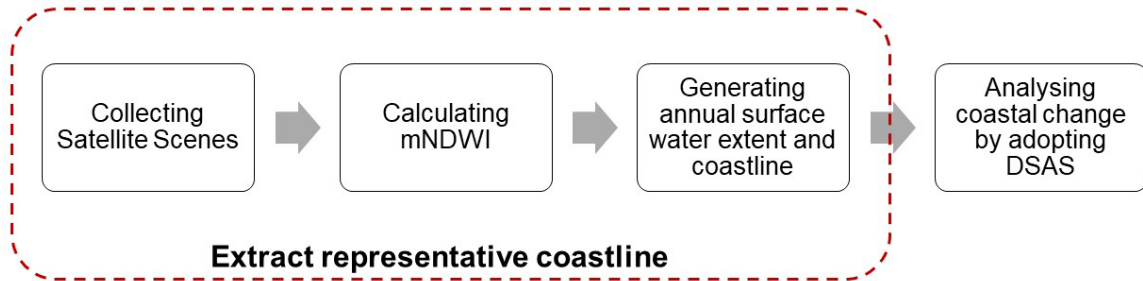 Collecting
Satellite Scenes
Calculating
mNDWI
Generating
annual surface
water extent and
coastline
Analysing
coastal change
by adopting
DSAS
Extract representative coastline